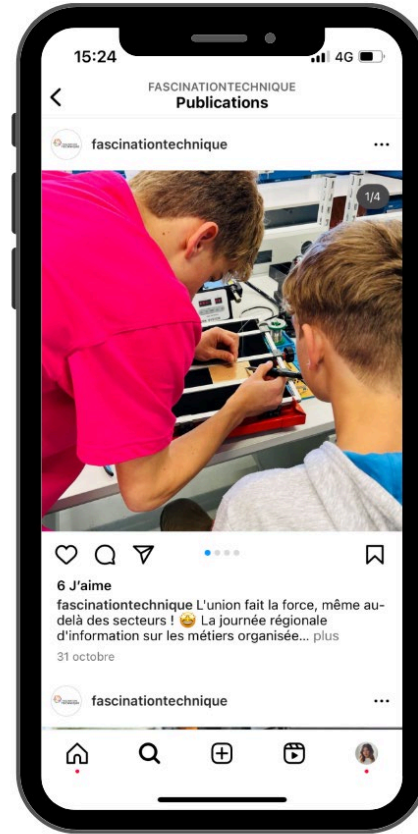 15:24
4G
FASCINATIONTECHNIQUE
Publications
fascinationtechnique
1/4
6 J'aime
fascinationtechnique L'union fait la force, même au-
delà des secteurs ! 🤩 La journée régionale
d'information sur les métiers organisée... plus
31 octobre
fascinationtechnique